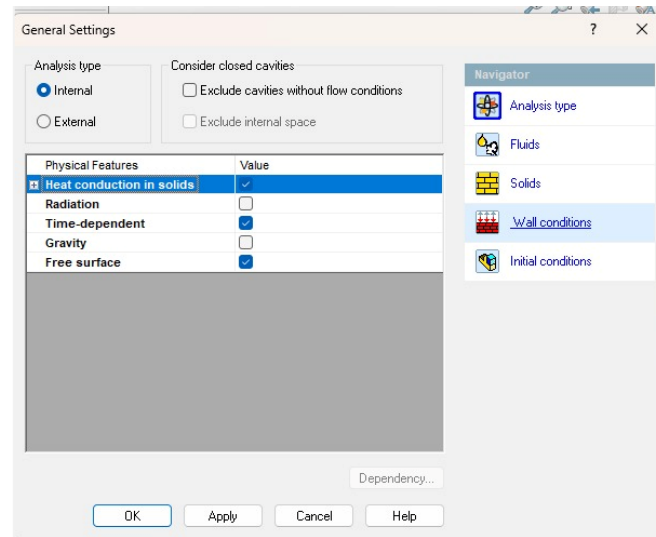 General Settings
Analysis type
Internal
External
Consider closed cavities
Exclude cavities without flow conditions
Exclude internal space
Physical Features Value
Heat conduction in solids
Radiation
Time-dependent
Gravity
Free surface
Dependency...
OK Apply Cancel Help
Navigator
Analysis type
Fluids
Solids
Wall conditions
Initial conditions